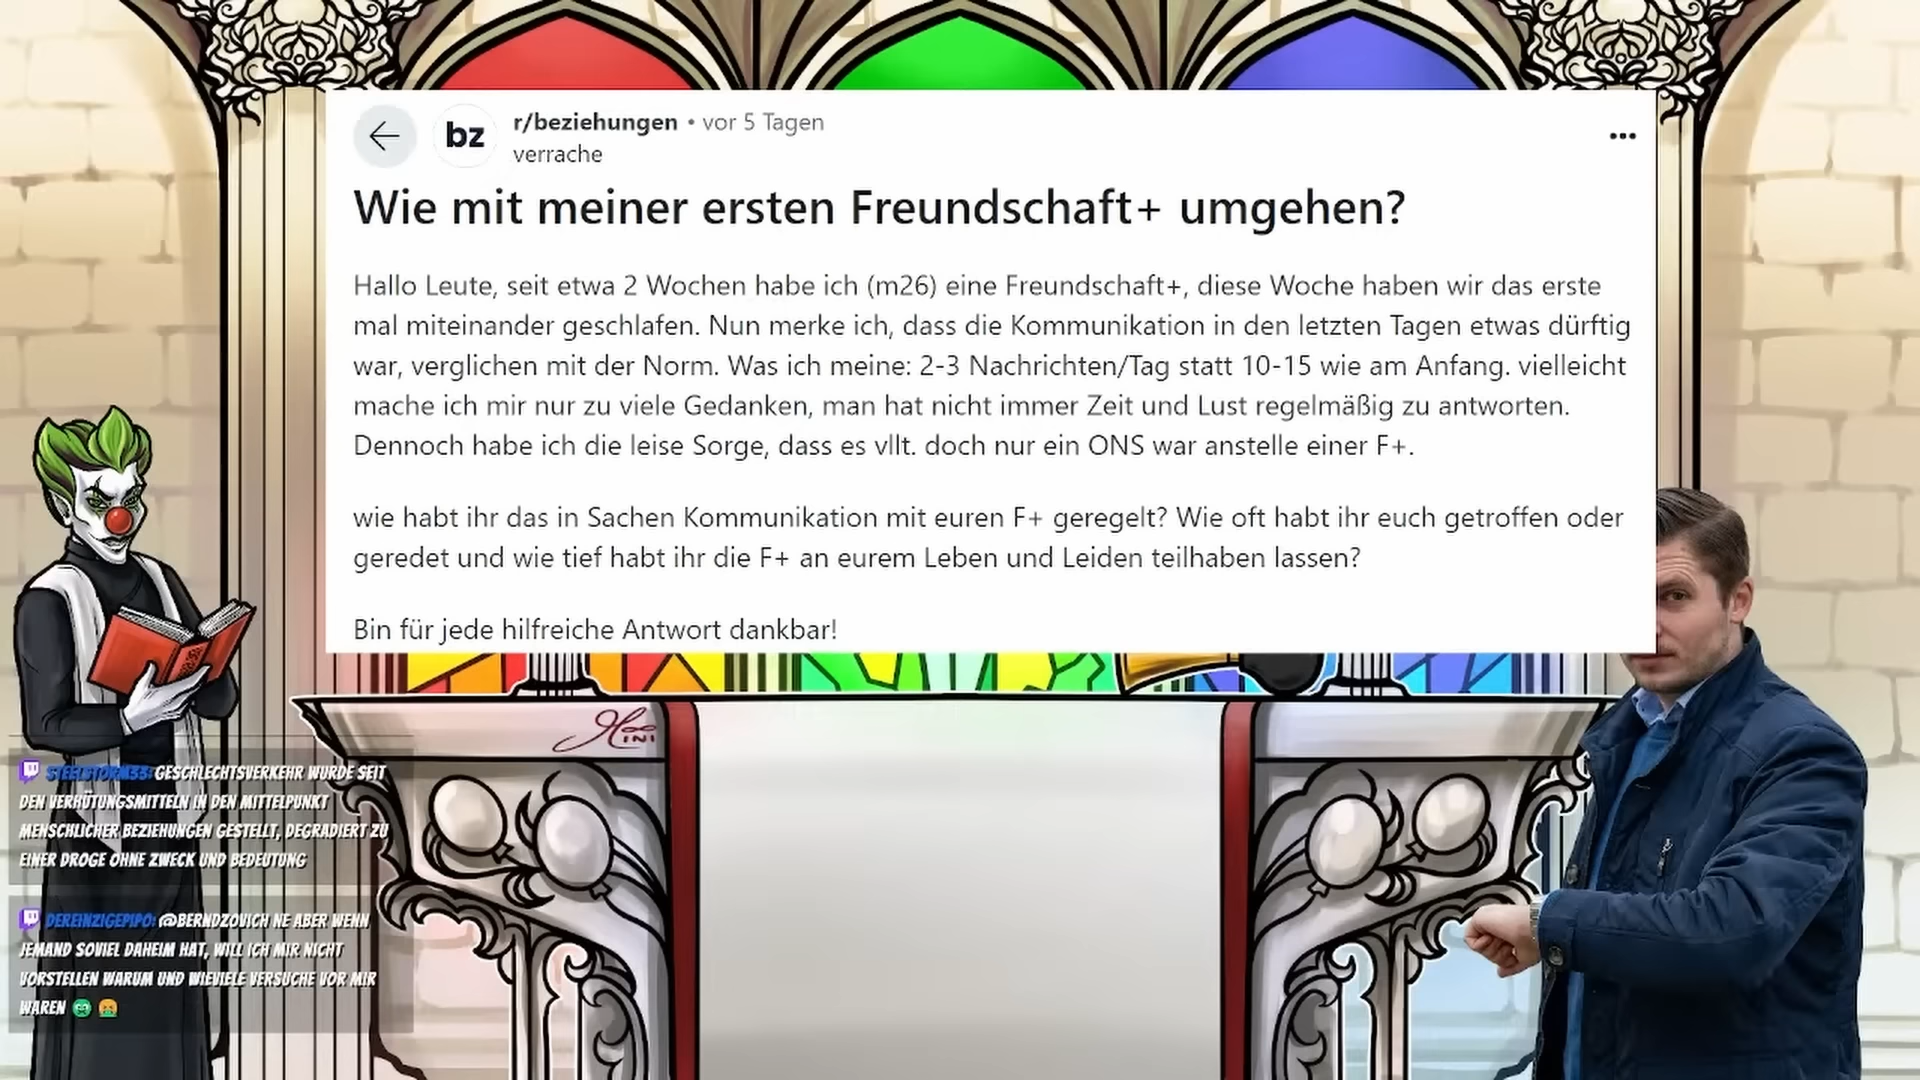 bz
r/beziehungen • vor 5 Tagen
verrache
Wie mit meiner ersten Freundschaft+ umgehen?
Hallo Leute, seit etwa 2 Wochen habe ich (m26) eine Freundschaft+, diese Woche haben wir das erste
mal miteinander geschlafen. Nun merke ich, dass die Kommunikation in den letzten Tagen etwas dürftig
war, verglichen mit der Norm. Was ich meine: 2-3 Nachrichten/Tag statt 10-15 wie am Anfang. vielleicht
mache ich mir nur zu viele Gedanken, man hat nicht immer Zeit und Lust regelmäßig zu antworten.
Dennoch habe ich die leise Sorge, dass es vllt. doch nur ein ONS war anstelle einer F+.
wie habt ihr das in Sachen Kommunikation mit euren F+ geregelt? Wie oft habt ihr euch getroffen oder
geredet und wie tief habt ihr die F+ an eurem Leben und Leiden teilhaben lassen?
Bin für jede hilfreiche Antwort dankbar!
STEELSTORM33: GESCHLECHTSVERKEHR WURDE SEIT
DEN VERHÜTUNGSMITTELN IN DEN MITTELPUNKT
MENSCHLICHER BEZIEHUNGEN GESTELLT, DEGRADIERT ZU
EINER DROGE OHNE ZWECK UND BEDEUTUNG
DEREINZIGEPIPO: @BERNDZOVICH NE ABER WENN
JEMAND SOVIEL DAHEIM HAT, WILL ICH MIR NICHT
VORSTELLEN WARUM UND WIEVIELE VERSUCHE VOR MIR
WAREN